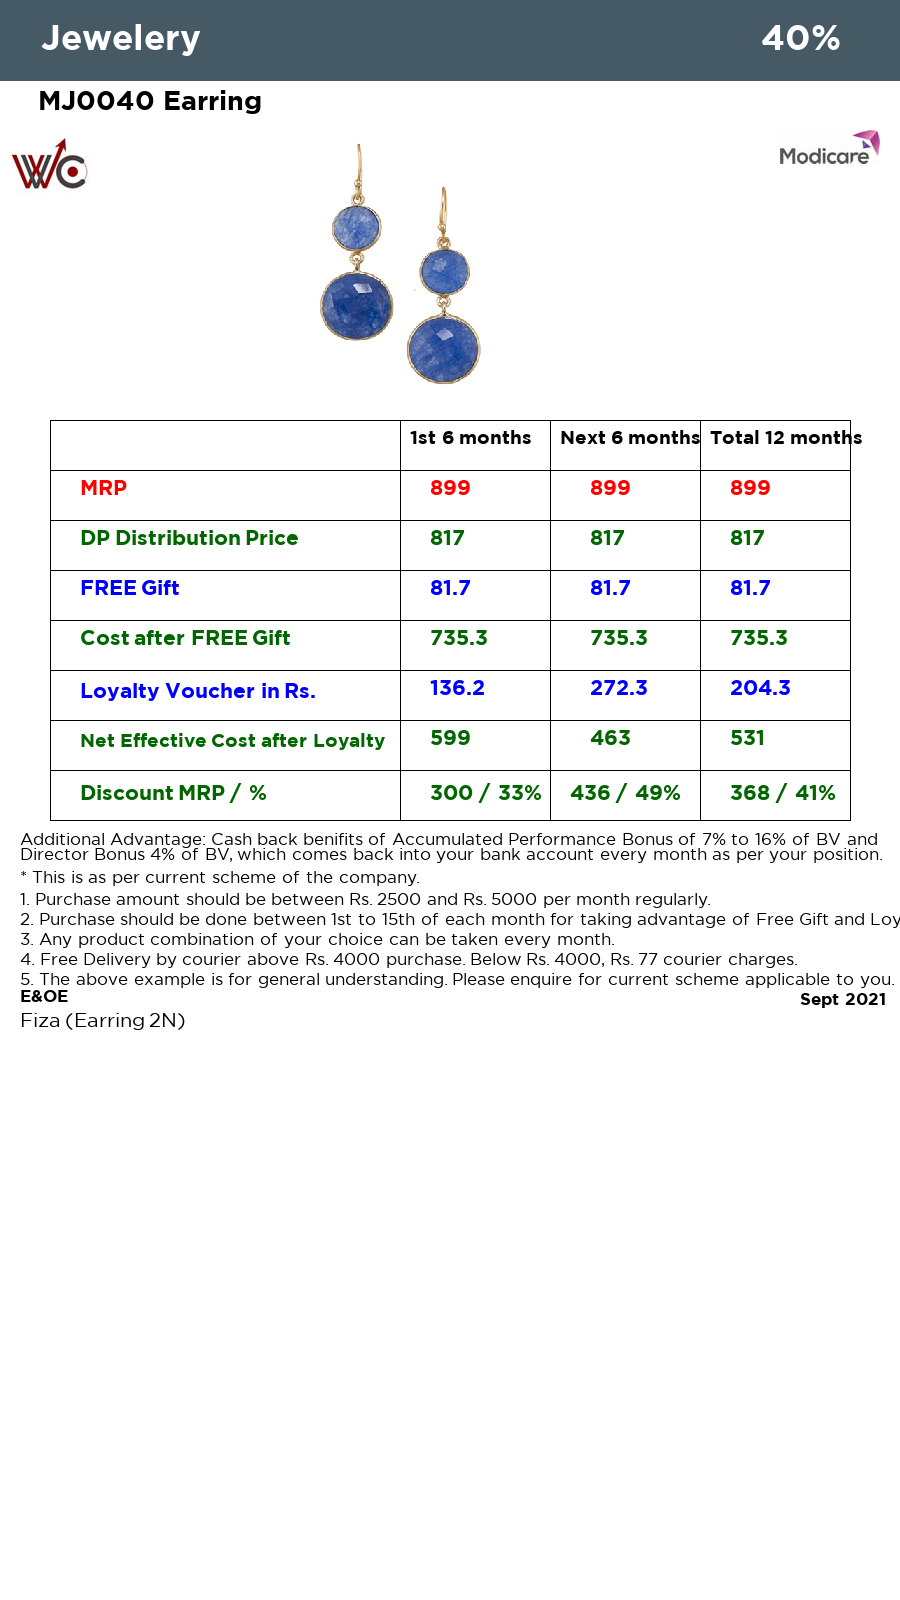 Jewelery 40%
MJ0040 Earring
WC
Modicare
1st 6 months Next 6 months Total 12 months
MRP 899 899 899
DP Distribution Price 817 817 817
FREE Gift 81.7 81.7 81.7
Cost after FREE Gift 735.3 735.3 735.3
Loyalty Voucher in Rs. 136.2 272.3 204.3
Net Effective Cost after Loyalty 599 463 531
Discount MRP / % 300 / 33% 436 / 49% 368 / 41%
Additional Advantage: Cash back benifits of Accumulated Performance Bonus of 7% to 16% of BV and
Director Bonus 4% of BV, which comes back into your bank account every month as per your position.
* This is as per current scheme of the company.
1. Purchase amount should be between Rs. 2500 and Rs. 5000 per month regularly.
2. Purchase should be done between 1st to 15th of each month for taking advantage of Free Gift and Loy
3. Any product combination of your choice can be taken every month.
4. Free Delivery by courier above Rs. 4000 purchase. Below Rs. 4000, Rs. 77 courier charges.
5. The above example is for general understanding. Please enquire for current scheme applicable to you.
E&OE
Sept 2021
Fiza (Earring 2N)